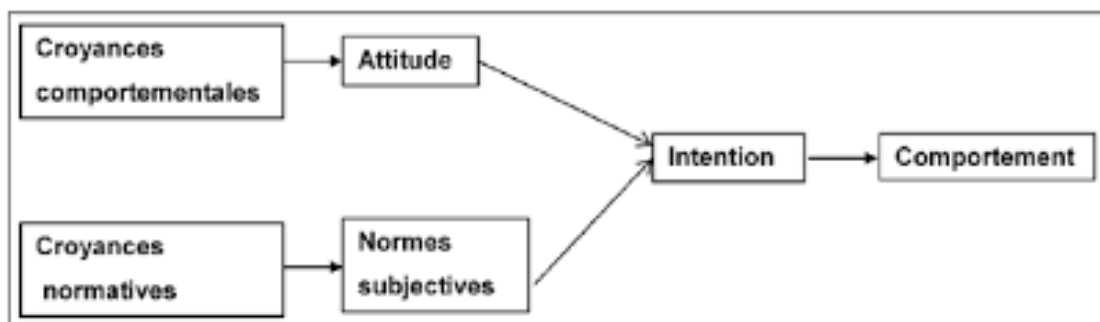 Croyances
comportementales
Attitude
Intention
Comportement
Croyances
normatives
Normes
subjectives